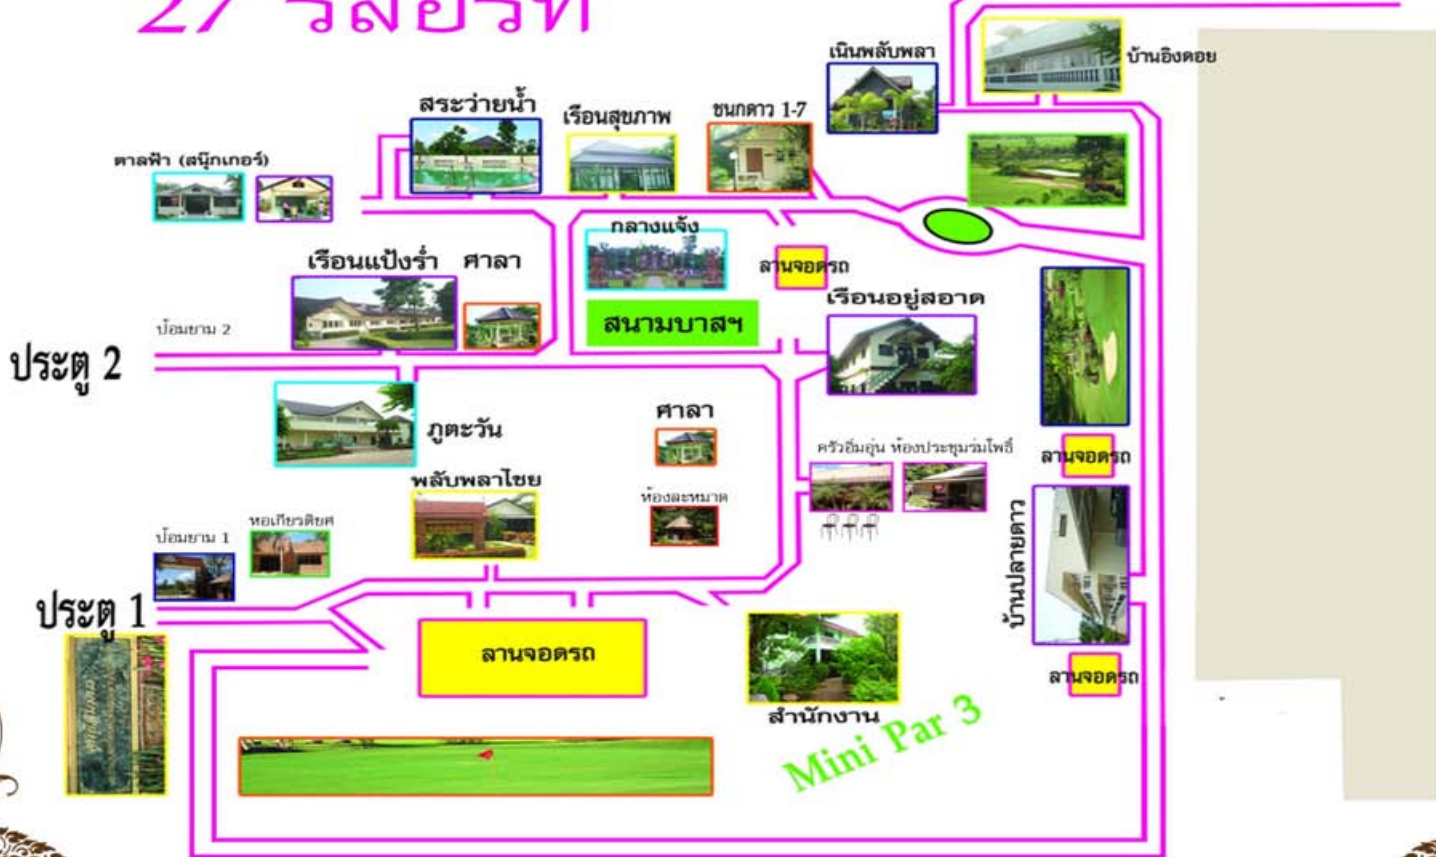 27 รีสอร์ท
เนินพลับพลา
บ้านอิงดอย
สระว่ายน้ำ
เรือนสุขภาพ
ชนกดาว 1-7
ตาลฟ้า (สนุ๊กเกอร์)
กลางแจ้ง
เรือนแป้งร่ำ
ศาลา
ลานจอดรถ
เรือนอยู่สอาด
สนามบาสฯ
ป้อมยาม 2
ประตู 2
ศาลา
ภูตะวัน
ครัวอิ่มอุ่น ห้องประชุมร่มโพธิ์
ลานจอดรถ
พลับพลาไชย
ห้องละหมาด
หอเกียรติยศ
ป้อมยาม 1
บ้านปลายดาว
ประตู 1
ลานจอดรถ
ลานจอดรถ
สำนักงาน
Mini Par 3